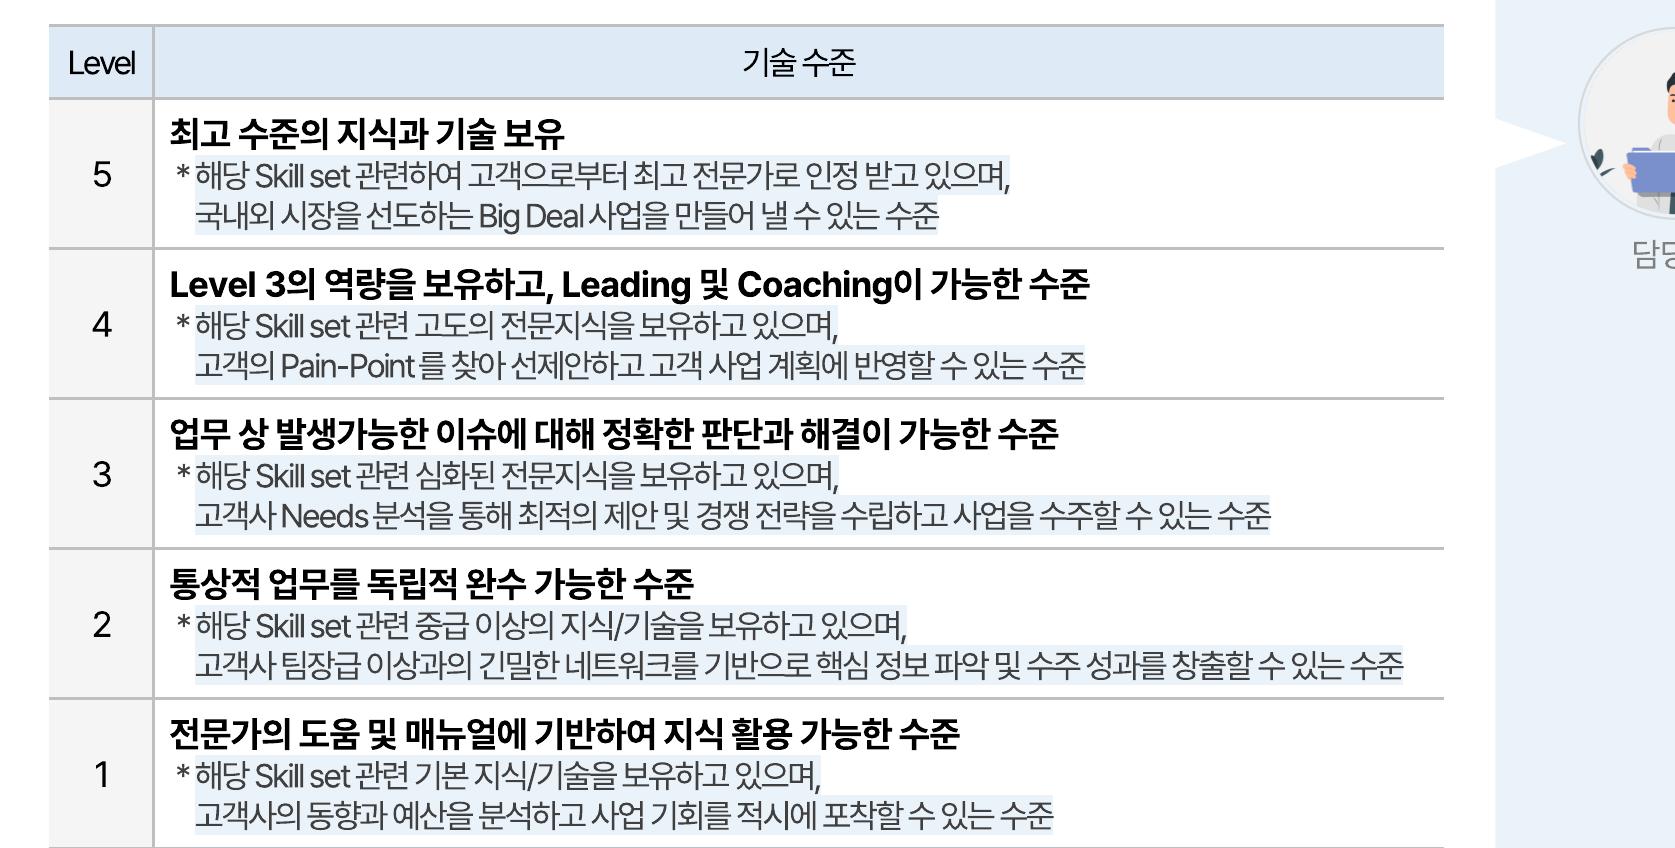 Level
기술 수준
5
최고 수준의 지식과 기술 보유
* 해당 Skill set 관련하여 고객으로부터 최고 전문가로 인정 받고 있으며,
국내외 시장을 선도하는 Big Deal 사업을 만들어 낼 수 있는 수준
4
Level 3의 역량을 보유하고, Leading 및 Coaching이 가능한 수준
* 해당 Skill set 관련 고도의 전문지식을 보유하고 있으며,
고객의 Pain-Point를 찾아 선제안하고 고객 사업 계획에 반영할 수 있는 수준
3
업무 상 발생가능한 이슈에 대해 정확한 판단과 해결이 가능한 수준
* 해당 Skill set 관련 심화된 전문지식을 보유하고 있으며,
고객사 Needs 분석을 통해 최적의 제안 및 경쟁 전략을 수립하고 사업을 수주할 수 있는 수준
2
통상적 업무를 독립적 완수 가능한 수준
* 해당 Skill set 관련 중급 이상의 지식/기술을 보유하고 있으며,
고객사 팀장급 이상과의 긴밀한 네트워크를 기반으로 핵심 정보 파악 및 수주 성과를 창출할 수 있는 수준
1
전문가의 도움 및 매뉴얼에 기반하여 지식 활용 가능한 수준
* 해당 Skill set 관련 기본 지식/기술을 보유하고 있으며,
고객사의 동향과 예산을 분석하고 사업 기회를 적시에 포착할 수 있는 수준